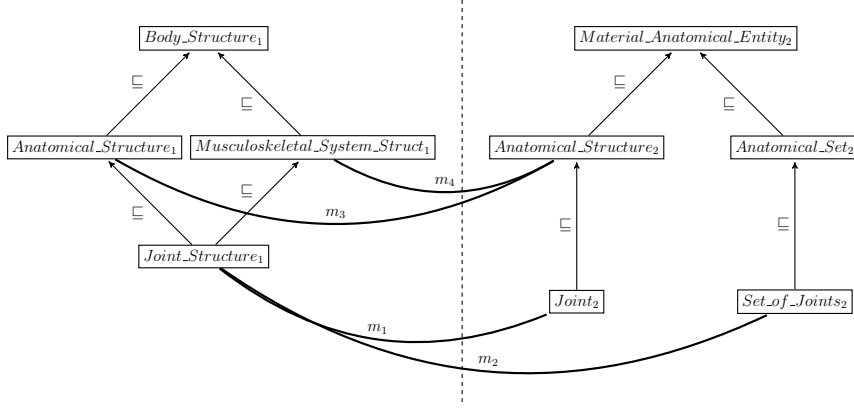 Body_Structure₁ Material_Anatomical_Entity₂
⊑ ⊑ ⊑ ⊑
Anatomical_Structure₁ Musculoskeletal_System_Struct₁ Anatomical_Structure₂ Anatomical_Set₂
m₄
⊑ ⊑ m₃ ⊑ ⊑
Joint_Structure₁
Joint₂ Set_of_Joints₂
m₁
m₂